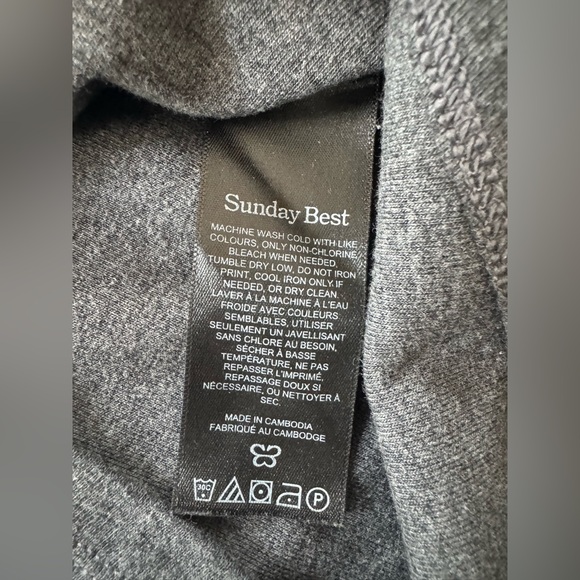 Sunday Best
MACHINE WASH COLD WITH LIKE
COLOURS, ONLY NON-CHLORINE
BLEACH WHEN NEEDED,
TUMBLE DRY LOW, DO NOT IRON
PRINT, COOL IRON ONLY IF
NEEDED, OR DRY CLEAN.
LAVER À LA MACHINE À L'EAU
FROIDE AVEC COULEURS
SEMBLABLES, UTILISER
SEULEMENT UN JAVELLISANT
SANS CHLORE AU BESOIN,
SÉCHER À BASSE
TEMPÉRATURE, NE PAS
REPASSER L'IMPRIMÉ.
REPASSAGE DOUX SI
NÉCESSAIRE, OU NETTOYER À
SEC.
MADE IN CAMBODIA
FABRIQUÉ AU CAMBODGE
30C P